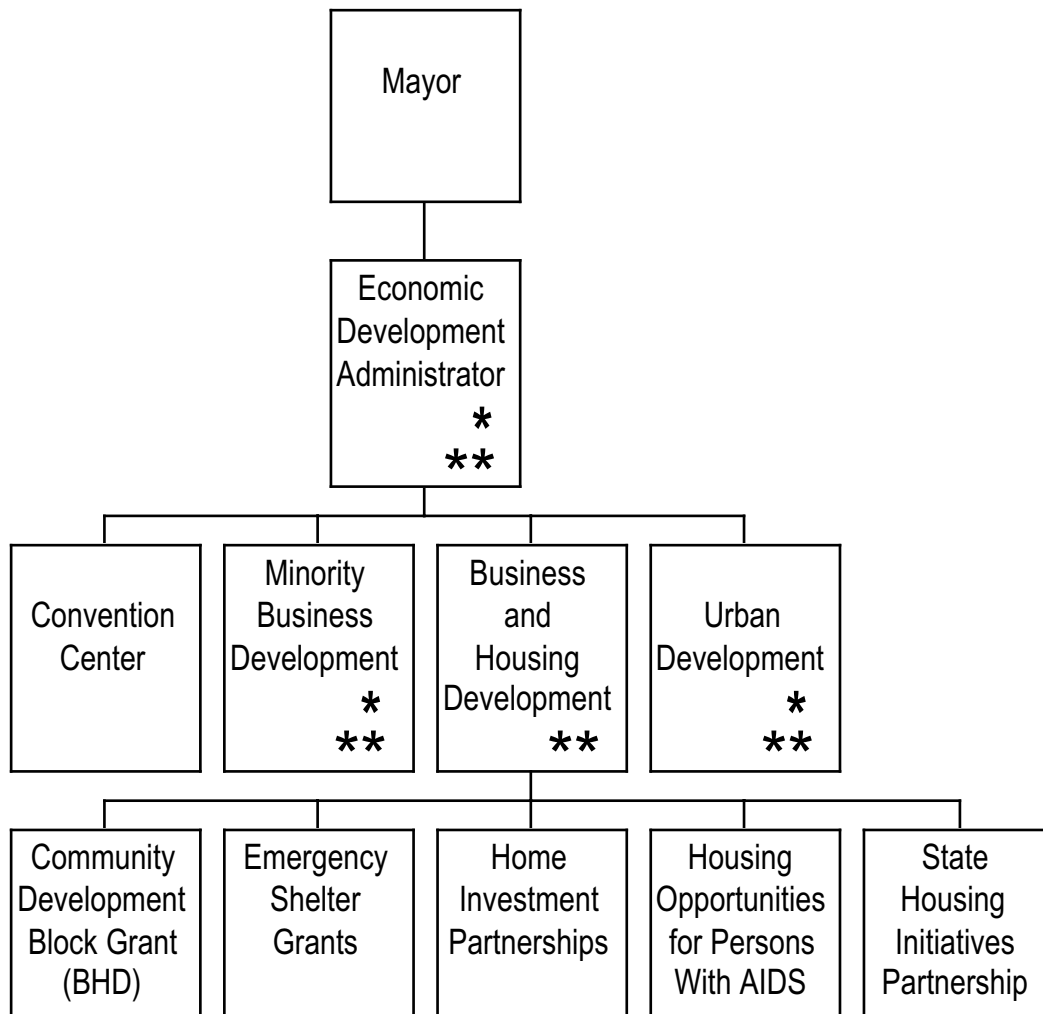 Mayor
Economic
Development
Administrator
*
**
Convention
Center
Minority
Business
Development
*
**
Business
and
Housing
Development
**
Urban
Development
*
**
Community
Development
Block Grant
(BHD)
Emergency
Shelter
Grants
Home
Investment
Partnerships
Housing
Opportunities
for Persons
With AIDS
State
Housing
Initiatives
Partnership